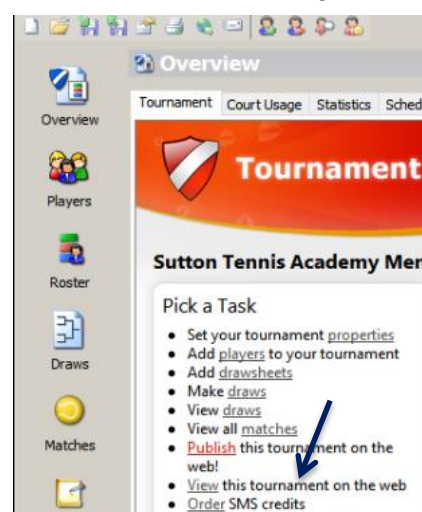 Overview
Tournament Court Usage Statistics Sched
Overview
Players
Roster
Draws
Matches
Tournament
Sutton Tennis Academy Mer
Pick a Task
• Set your tournament properties
• Add players to your tournament
• Add drawsheets
• Make draws
• View draws
• View all matches
• Publish this tournament on the
web!
• View this tournament on the web
• Order SMS credits